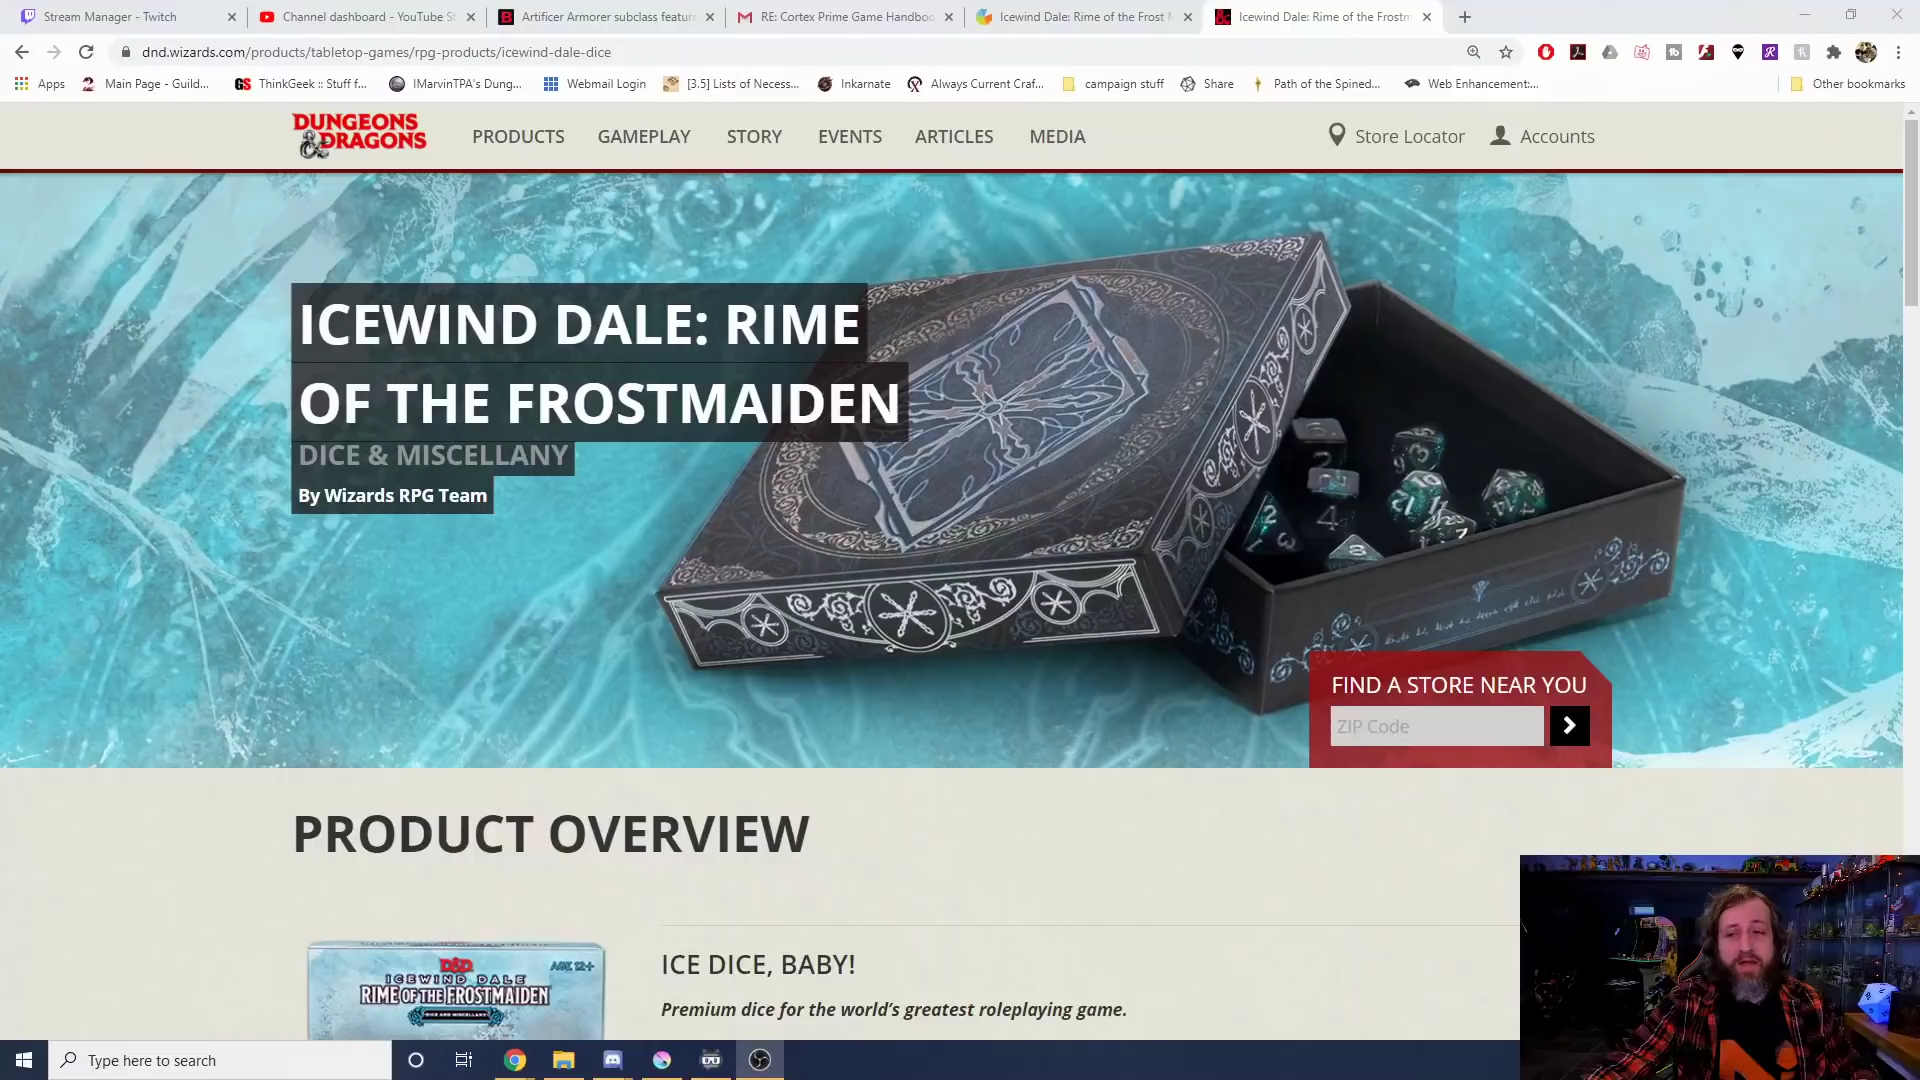 Stream Manager - Twitch
Channel dashboard - YouTube St
Artificer Armorer subclass featur
RE: Cortex Prime Game Handboo
Icewind Dale: Rime of the Frost M
Icewind Dale: Rime of the Frostm
dnd.wizards.com/products/tabletop-games/rpg-products/icewind-dale-dice
Apps
Main Page - Guild...
ThinkGeek :: Stuff f...
IMarvinTPA's Dung...
Webmail Login
[3.5] Lists of Necess...
Inkarnate
Always Current Craf...
campaign stuff
Share
Path of the Spined...
Web Enhancement:...
Other bookmarks
DUNGEONS
& DRAGONS
PRODUCTS
GAMEPLAY
STORY
EVENTS
ARTICLES
MEDIA
Store Locator
Accounts
ICEWIND DALE: RIME
OF THE FROSTMAIDEN
DICE & MISCELLANY
By Wizards RPG Team
FIND A STORE NEAR YOU
ZIP Code
PRODUCT OVERVIEW
D&D
AGE 12+
ICEWIND DALE
RIME OF THE FROSTMAIDEN
DICE AND MISCELLANY
ICE DICE, BABY!
Premium dice for the world's greatest roleplaying game.
Type here to search